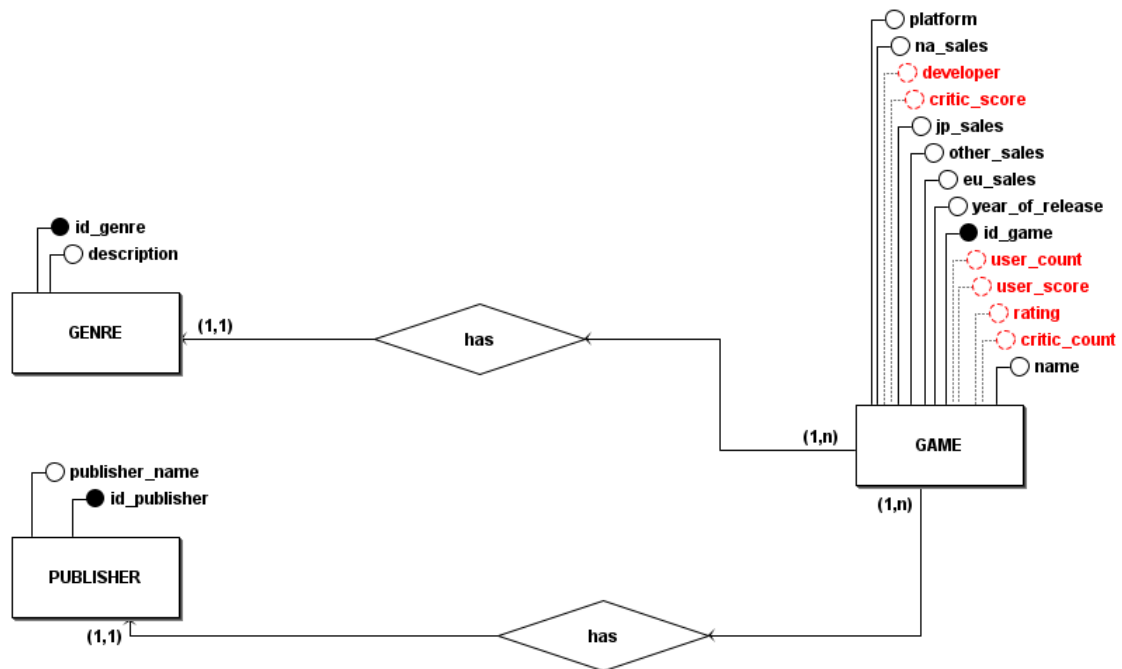 platform
na_sales
developer
critic_score
jp_sales
other_sales
eu_sales
year_of_release
id_game
user_count
user_score
rating
critic_count
name
GAME
(1,n)
(1,n)
id_genre
description
GENRE
(1,1)
has
publisher_name
id_publisher
PUBLISHER
(1,1)
has